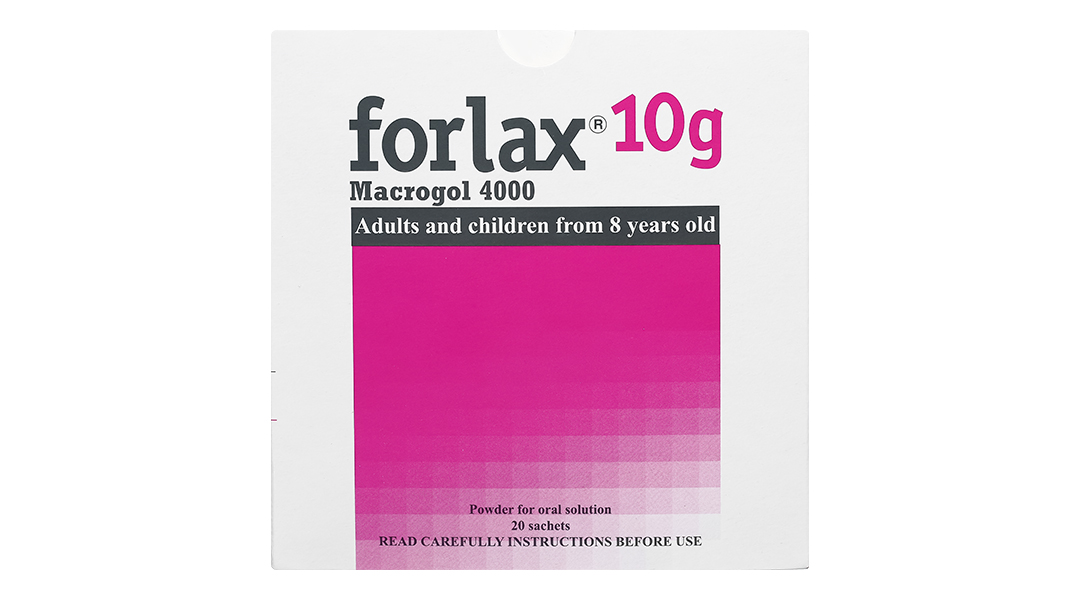 forlax® 10g
Macrogol 4000
Adults and children from 8 years old
Powder for oral solution
20 sachets
READ CAREFULLY INSTRUCTIONS BEFORE USE